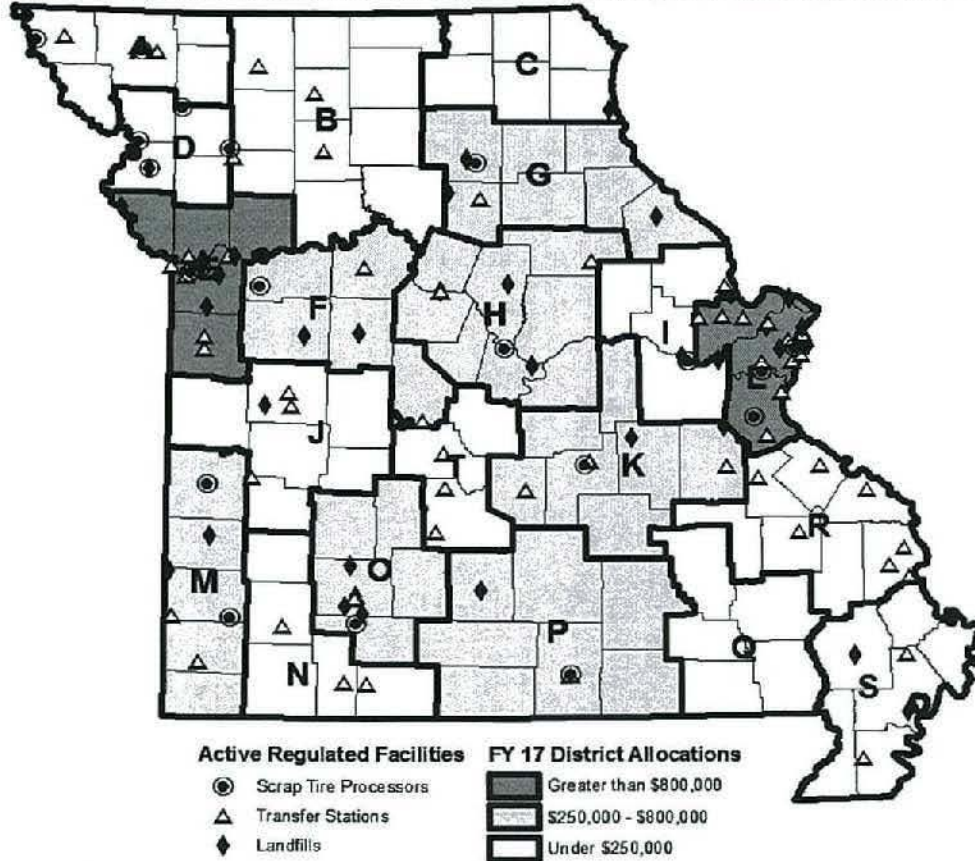 A
C
B
D
G
F
H
I
E
J
K
R
M
O
P
Q
N
S
Active Regulated Facilities FY 17 District Allocations
Scrap Tire Processors Greater than $800,000
Transfer Stations $250,000 - $800,000
Landfills Under $250,000